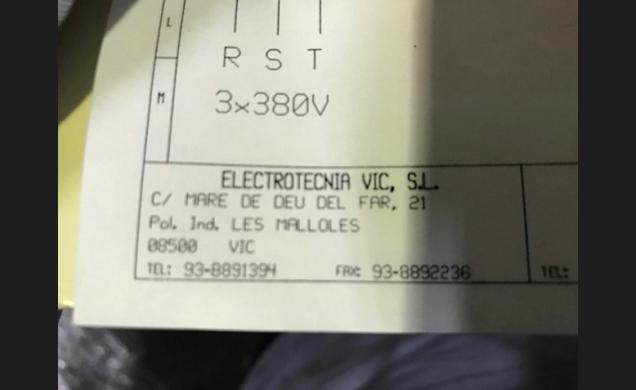 L
R S T
M
3x380V
ELECTROTECNIA VIC, S.L.
C/ MARE DE DEU DEL FAR, 21
Pol. Ind. LES MALLOLES
08500 VIC
TEL: 93-8891394 FAX: 93-8892236
TEL: